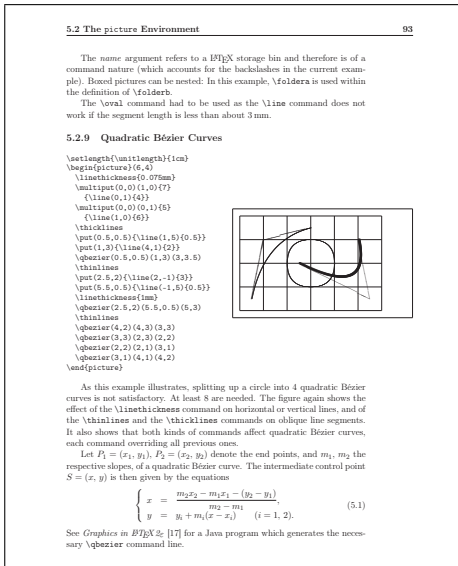 5.2 The picture Environment 93
The name argument refers to a LATEX storage bin and therefore is of a
command nature (which accounts for the backslashes in the current exam-
ple). Boxed pictures can be nested: In this example, \foldera is used within
the definition of \folderb.
The \oval command had to be used as the \line command does not
work if the segment length is less than about 3 mm.
5.2.9 Quadratic Bézier Curves
\setlength{\unitlength}{1cm}
\begin{picture}(6,4)
\linethickness{0.075mm}
\multiput(0,0)(1,0){7}
{\line(0,1){4}}
\multiput(0,0)(0,1){5}
{\line(1,0){6}}
\thicklines
\put(0.5,0.5){\line(1,5){0.5}}
\put(1,3){\line(4,1){2}}
\qbezier(0.5,0.5)(1,3)(3,3.5)
\thinlines
\put(2.5,2){\line(2,-1){3}}
\put(5.5,0.5){\line(-1,5){0.5}}
\linethickness{1mm}
\qbezier(2.5,2)(5.5,0.5)(5,3)
\thinlines
\qbezier(4,2)(4,3)(3,3)
\qbezier(3,3)(2,3)(2,2)
\qbezier(2,2)(2,1)(3,1)
\qbezier(3,1)(4,1)(4,2)
\end{picture}
As this example illustrates, splitting up a circle into 4 quadratic Bézier
curves is not satisfactory. At least 8 are needed. The figure again shows the
effect of the \linethickness command on horizontal or vertical lines, and of
the \thinlines and the \thicklines commands on oblique line segments.
It also shows that both kinds of commands affect quadratic Bézier curves,
each command overriding all previous ones.
Let P₁ = (x₁, y₁), P₂ = (x₂, y₂) denote the end points, and m₁, m₂ the
respective slopes, of a quadratic Bézier curve. The intermediate control point
S = (x, y) is then given by the equations
{ x = (m₂x₂ − m₁x₁ − (y₂ − y₁)) / (m₂ − m₁),
y = yᵢ + mᵢ(x − xᵢ) (i = 1, 2). (5.1)
See Graphics in LATEX 2ε [17] for a Java program which generates the neces-
sary \qbezier command line.